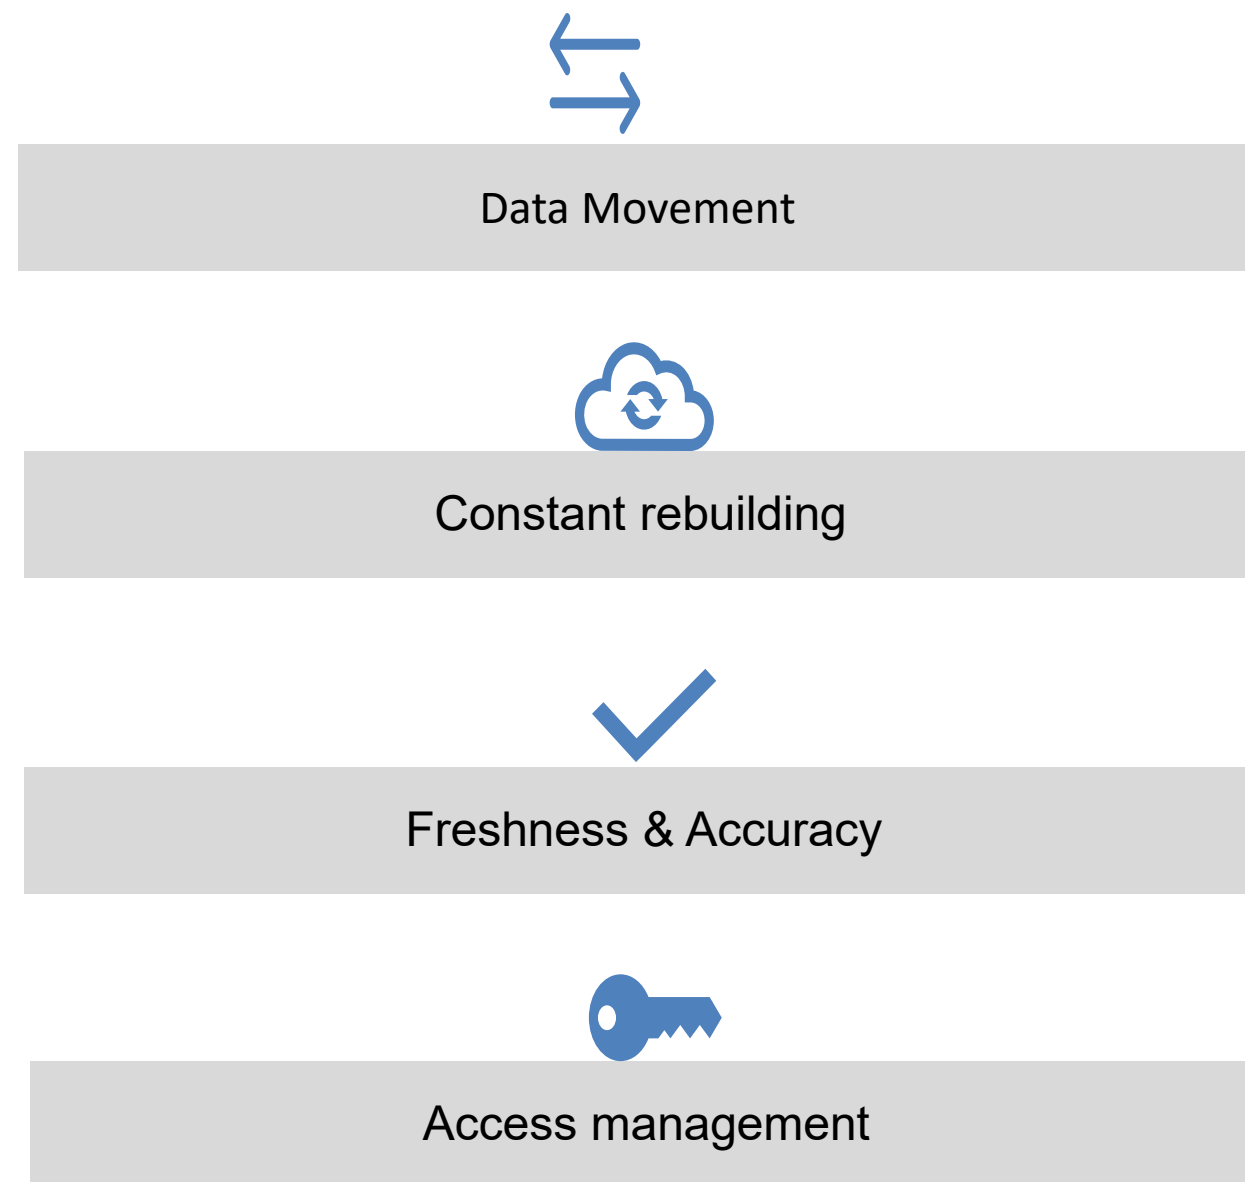 Data Movement
Constant rebuilding
Freshness & Accuracy
Access management